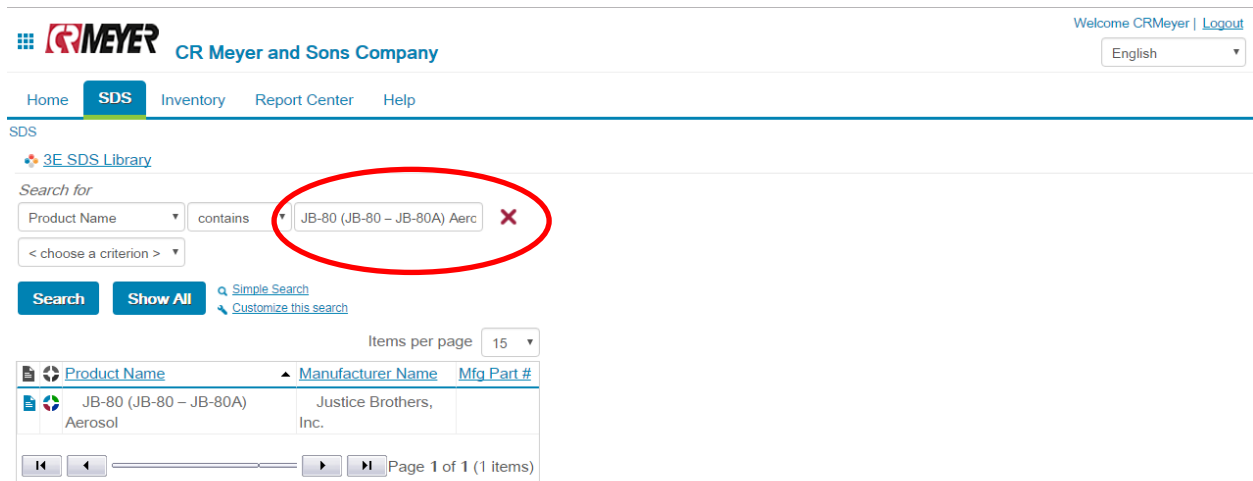 Welcome CRMeyer | Logout
CRMEYER CR Meyer and Sons Company
English
Home SDS Inventory Report Center Help
SDS
3E SDS Library
Search for
Product Name contains JB-80 (JB-80 – JB-80A) Aerc
< choose a criterion >
Search Show All Simple Search
Customize this search
Items per page 15
Product Name Manufacturer Name Mfg Part #
JB-80 (JB-80 – JB-80A) Justice Brothers,
Aerosol Inc.
Page 1 of 1 (1 items)